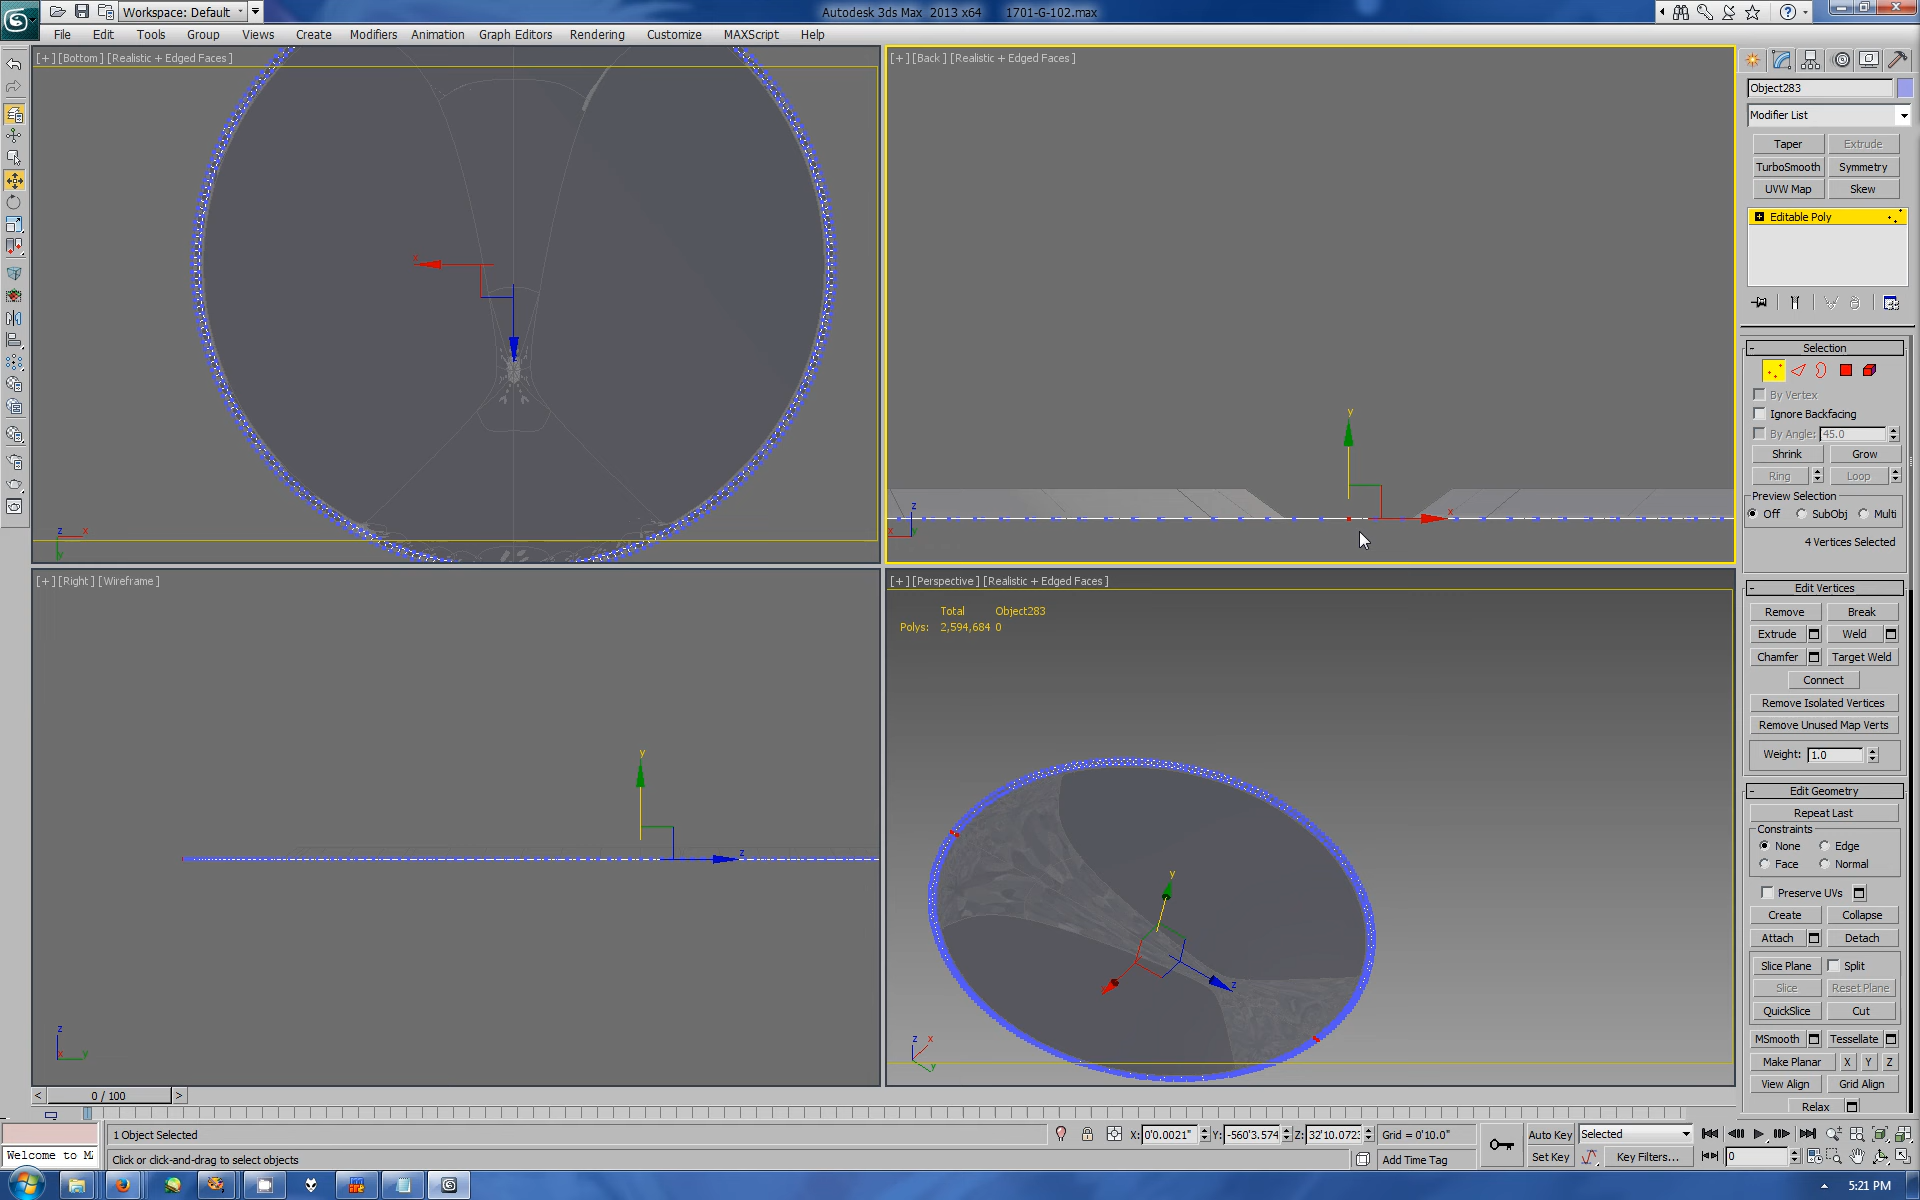 Workspace: Default
Autodesk 3ds Max 2013 x64 1701-G-102.max
File Edit Tools Group Views Create Modifiers Animation Graph Editors Rendering Customize MAXScript Help
[+] [Bottom] [Realistic + Edged Faces]
[+] [Back] [Realistic + Edged Faces]
x
z x
y
y
x
z
x y
[+] [Right] [Wireframe]
y
z
z
x y
[+] [Perspective] [Realistic + Edged Faces]
Total Object283
Polys: 2,594,684 0
y
x z
z x
y
Object283
Modifier List
Taper Extrude
TurboSmooth Symmetry
UVW Map Skew
Editable Poly
Selection
By Vertex
Ignore Backfacing
By Angle: 45.0
Shrink Grow
Ring Loop
Preview Selection
Off SubObj Multi
4 Vertices Selected
Edit Vertices
Remove Break
Extrude Weld
Chamfer Target Weld
Connect
Remove Isolated Vertices
Remove Unused Map Verts
Weight: 1.0
Edit Geometry
Repeat Last
Constraints
None Edge
Face Normal
Preserve UVs
Create Collapse
Attach Detach
Slice Plane Split
Slice Reset Plane
QuickSlice Cut
MSmooth Tessellate
Make Planar X Y Z
View Align Grid Align
Relax
< 0 / 100 >
1 Object Selected
X: 0'0.0021" Y: -560'3.574 Z: 32'10.072 Grid = 0'10.0"
Auto Key Selected
Welcome to M
Click or click-and-drag to select objects
Add Time Tag
Set Key Key Filters... 0
5:21 PM